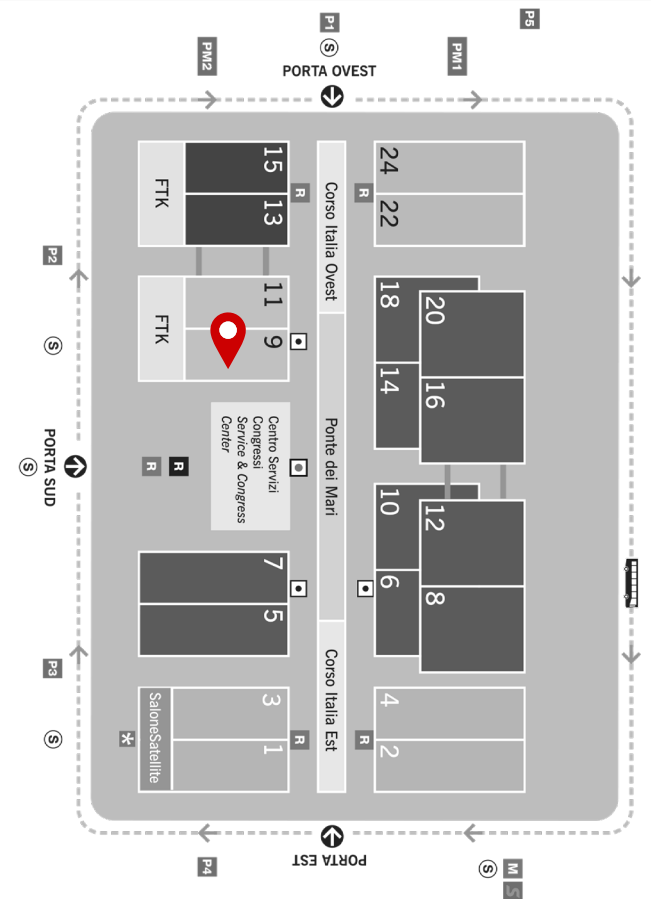 P5
P1
S
PM2
PM1
PORTA OVEST
15
13
FTK
R
Corso Italia Ovest
R
24
22
P2
11
9
FTK
18
20
14
16
S
PORTA SUD
S
Centro Servizi
Congressi
Service & Congress
Center
R
R
Ponte dei Mari
10
12
6
8
7
5
P3
S
3
1
SaloneSatellite
*
R
Corso Italia Est
R
4
2
PORTA EST
P4
S
M
S